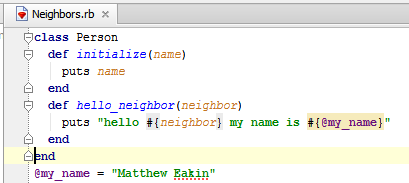 Neighbors.rb
class Person
  def initialize(name)
    puts name
  end
  def hello_neighbor(neighbor)
    puts "hello #{neighbor} my name is #{@my_name}"
  end
end
@my_name = "Matthew Eakin"